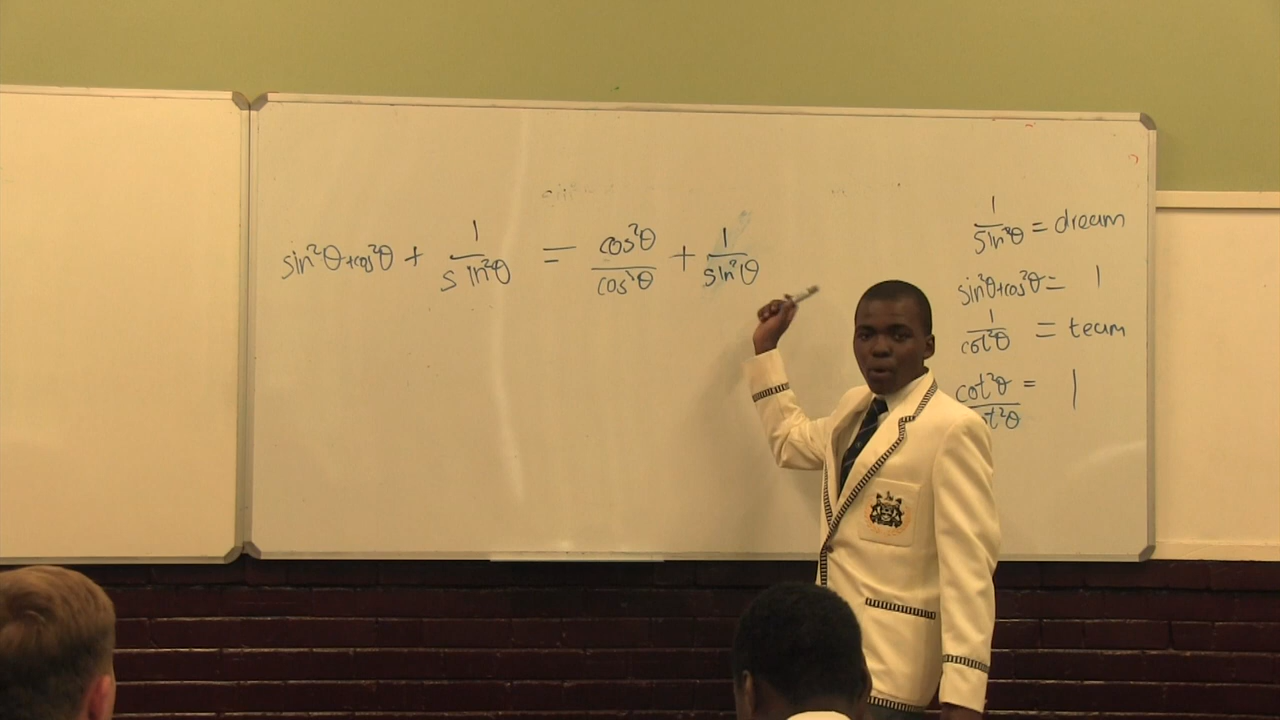 sin²θ+cos²θ + 1/sin²θ = cos²θ/cos²θ + 1/sin²θ
1/sin²θ = dream
sin²θ+cos²θ = 1
1/cot²θ = team
cot²θ/ot²θ = 1